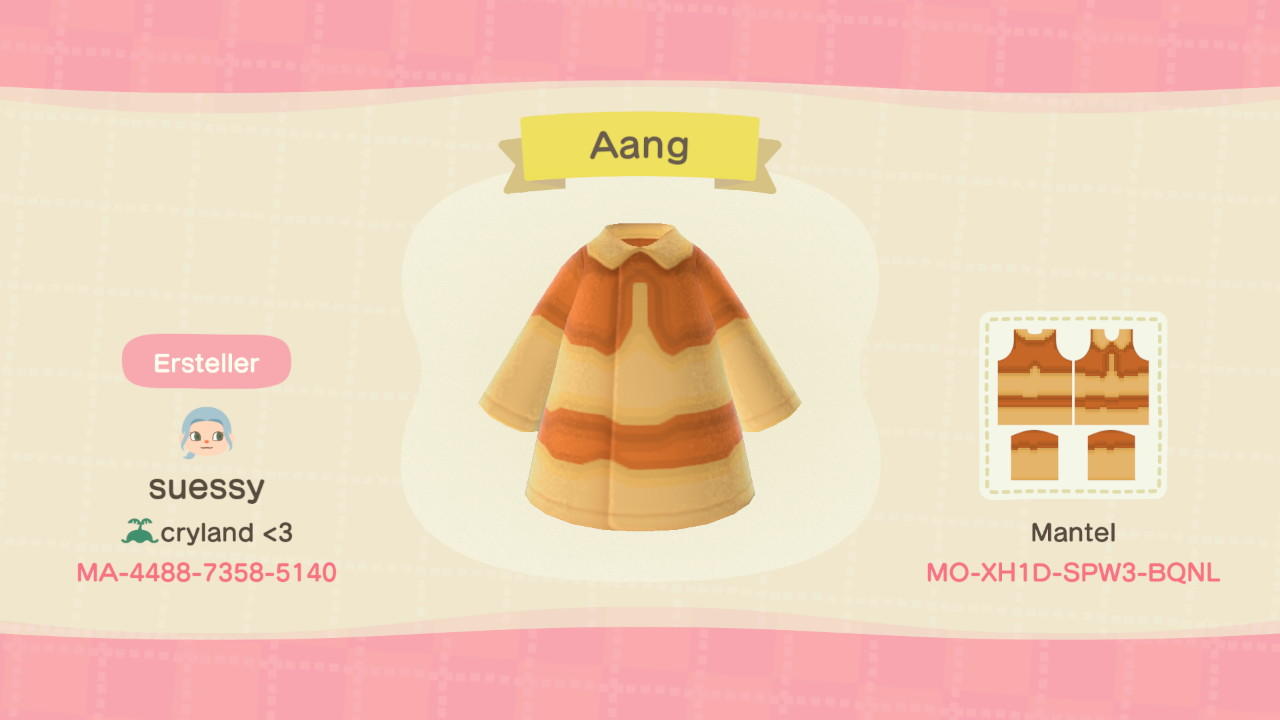 Aang
Ersteller
suessy
cryland <3
MA-4488-7358-5140
Mantel
MO-XH1D-SPW3-BQNL